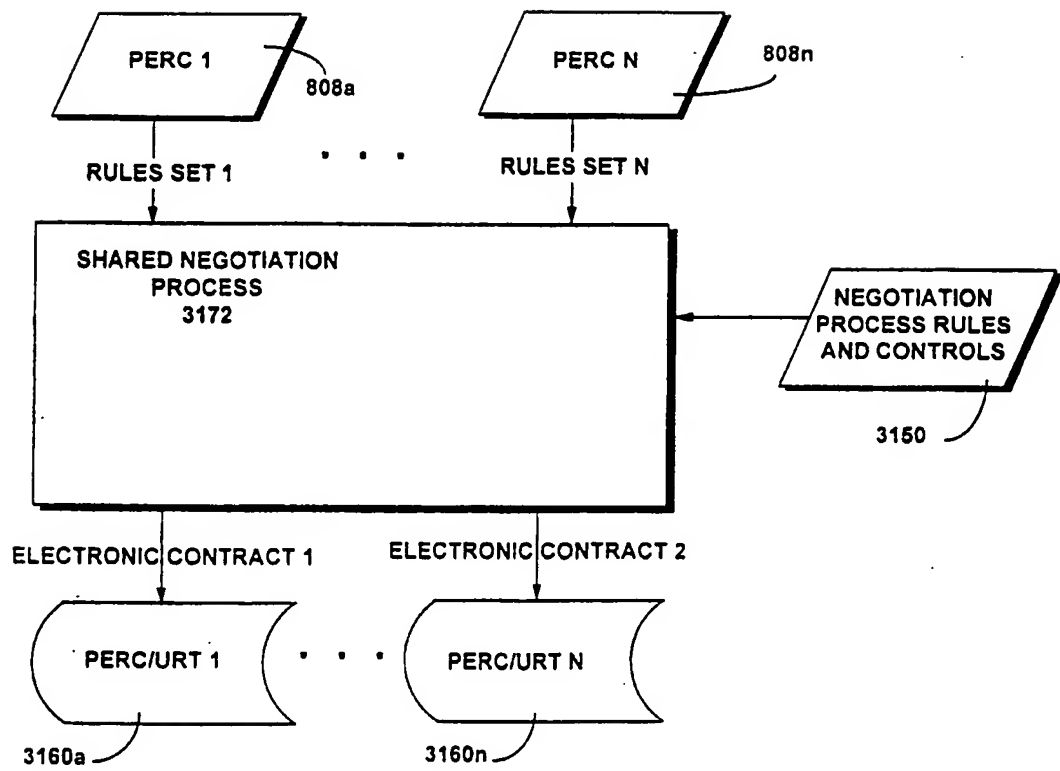 PERC 1
808a
PERC N
808n
RULES SET 1
RULES SET N
SHARED NEGOTIATION
PROCESS
3172
NEGOTIATION
PROCESS RULES
AND CONTROLS
3150
ELECTRONIC CONTRACT 1
ELECTRONIC CONTRACT 2
PERC/URT 1
PERC/URT N
3160a
3160n